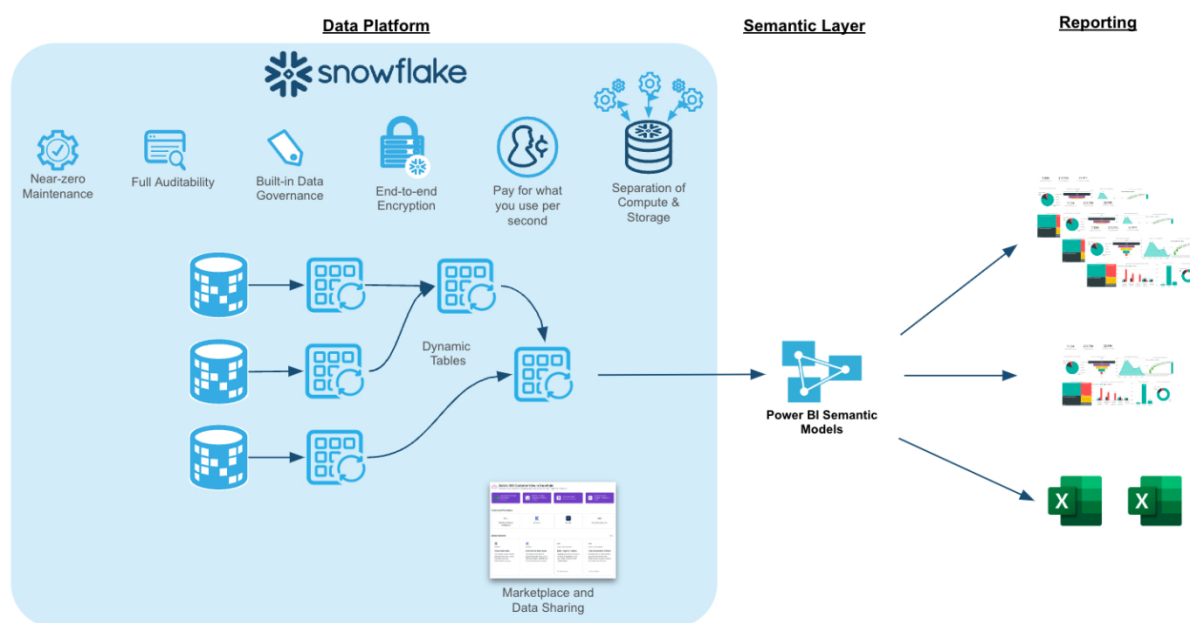 Data Platform
Semantic Layer
Reporting
snowflake
Near-zero
Maintenance
Full Auditability
Built-in Data
Governance
End-to-end
Encryption
Pay for what
you use per
second
Separation of
Compute &
Storage
Dynamic
Tables
Power BI Semantic
Models
X
X
Marketplace and
Data Sharing